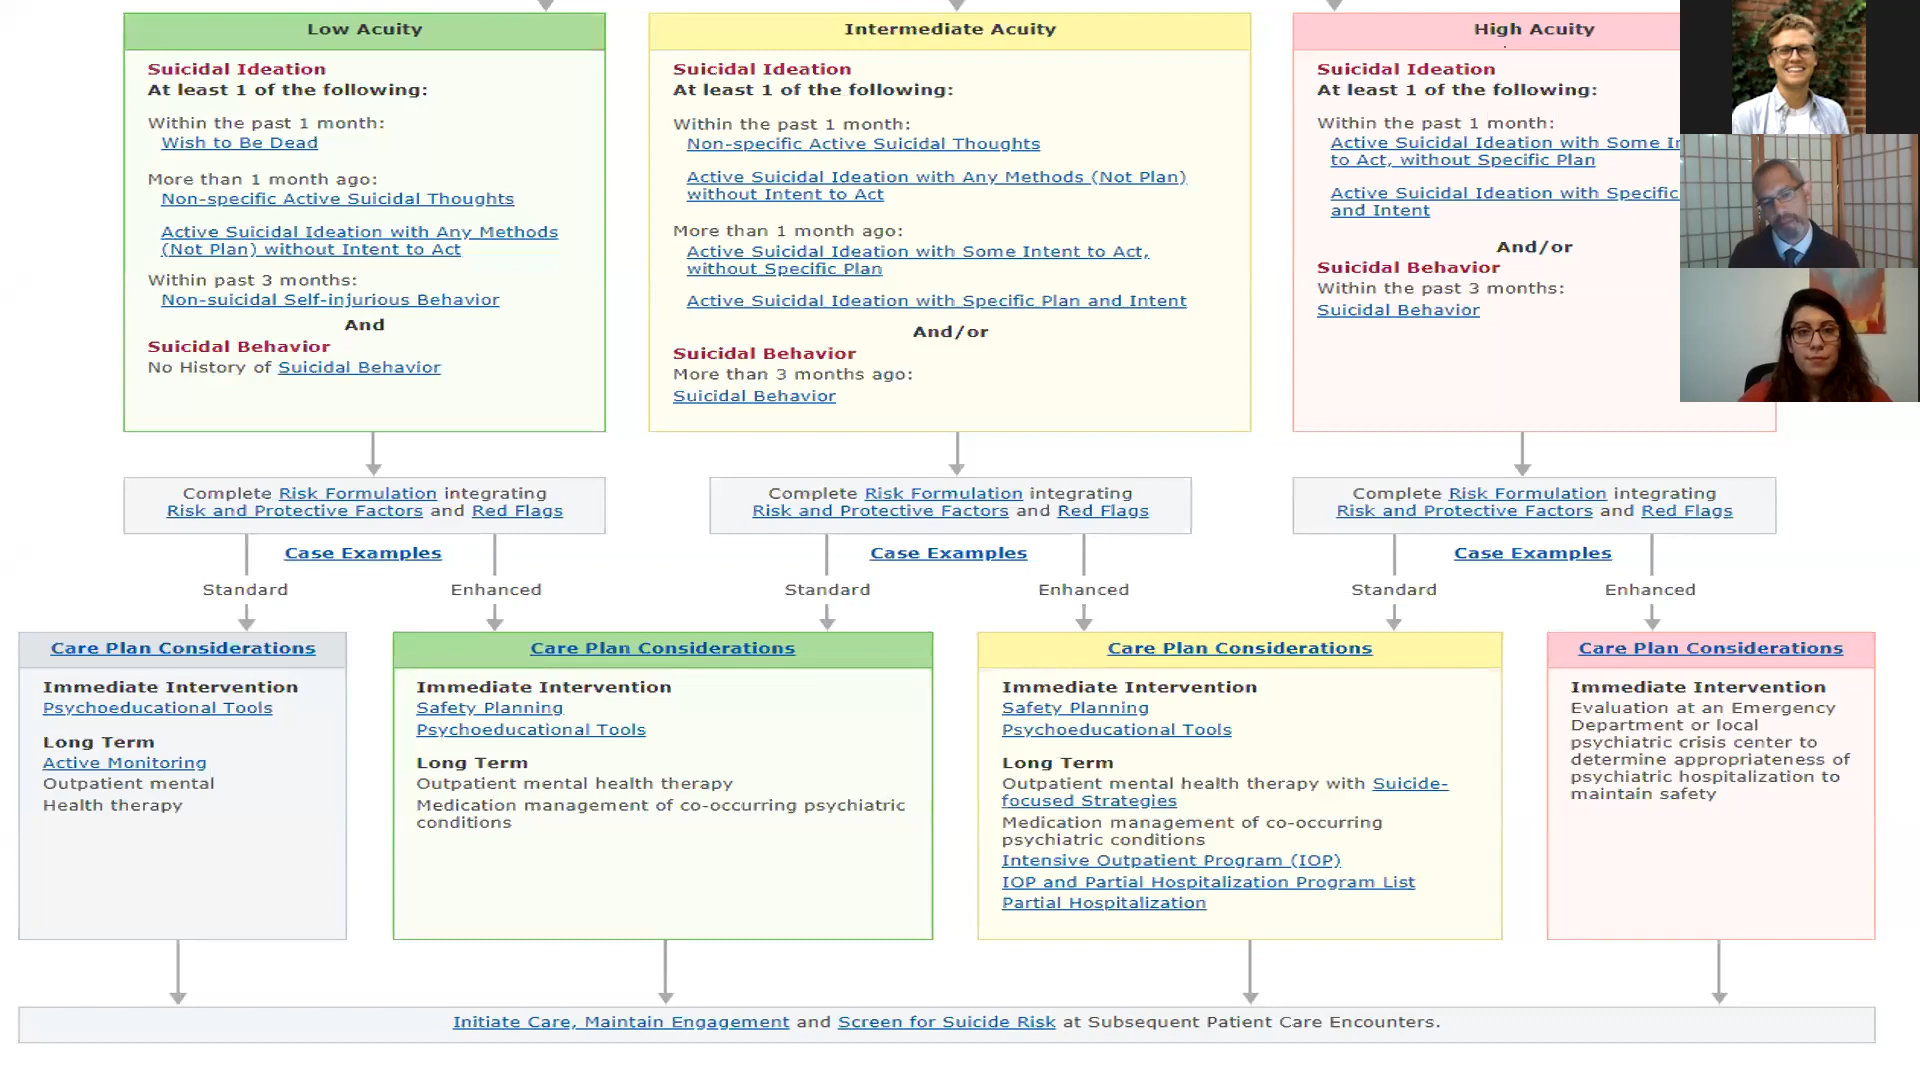 Low Acuity
Suicidal Ideation
At least 1 of the following:
Within the past 1 month:
Wish to Be Dead
More than 1 month ago:
Non-specific Active Suicidal Thoughts
Active Suicidal Ideation with Any Methods
(Not Plan) without Intent to Act
Within past 3 months:
Non-suicidal Self-injurious Behavior
And
Suicidal Behavior
No History of Suicidal Behavior
Intermediate Acuity
Suicidal Ideation
At least 1 of the following:
Within the past 1 month:
Non-specific Active Suicidal Thoughts
Active Suicidal Ideation with Any Methods (Not Plan)
without Intent to Act
More than 1 month ago:
Active Suicidal Ideation with Some Intent to Act,
without Specific Plan
Active Suicidal Ideation with Specific Plan and Intent
And/or
Suicidal Behavior
More than 3 months ago:
Suicidal Behavior
High Acuity
Suicidal Ideation
At least 1 of the following:
Within the past 1 month:
Active Suicidal Ideation with Some
to Act, without Specific Plan
Active Suicidal Ideation with Specific
and Intent
And/or
Suicidal Behavior
Within the past 3 months:
Suicidal Behavior
Complete Risk Formulation integrating
Risk and Protective Factors and Red Flags
Complete Risk Formulation integrating
Risk and Protective Factors and Red Flags
Complete Risk Formulation integrating
Risk and Protective Factors and Red Flags
Case Examples
Case Examples
Case Examples
Standard
Enhanced
Standard
Enhanced
Standard
Enhanced
Care Plan Considerations
Immediate Intervention
Psychoeducational Tools
Long Term
Active Monitoring
Outpatient mental
Health therapy
Care Plan Considerations
Immediate Intervention
Safety Planning
Psychoeducational Tools
Long Term
Outpatient mental health therapy
Medication management of co-occurring psychiatric
conditions
Care Plan Considerations
Immediate Intervention
Safety Planning
Psychoeducational Tools
Long Term
Outpatient mental health therapy with Suicide-
focused Strategies
Medication management of co-occurring
psychiatric conditions
Intensive Outpatient Program (IOP)
IOP and Partial Hospitalization Program List
Partial Hospitalization
Care Plan Considerations
Immediate Intervention
Evaluation at an Emergency
Department or local
psychiatric crisis center to
determine appropriateness of
psychiatric hospitalization to
maintain safety
Initiate Care, Maintain Engagement and Screen for Suicide Risk at Subsequent Patient Care Encounters.